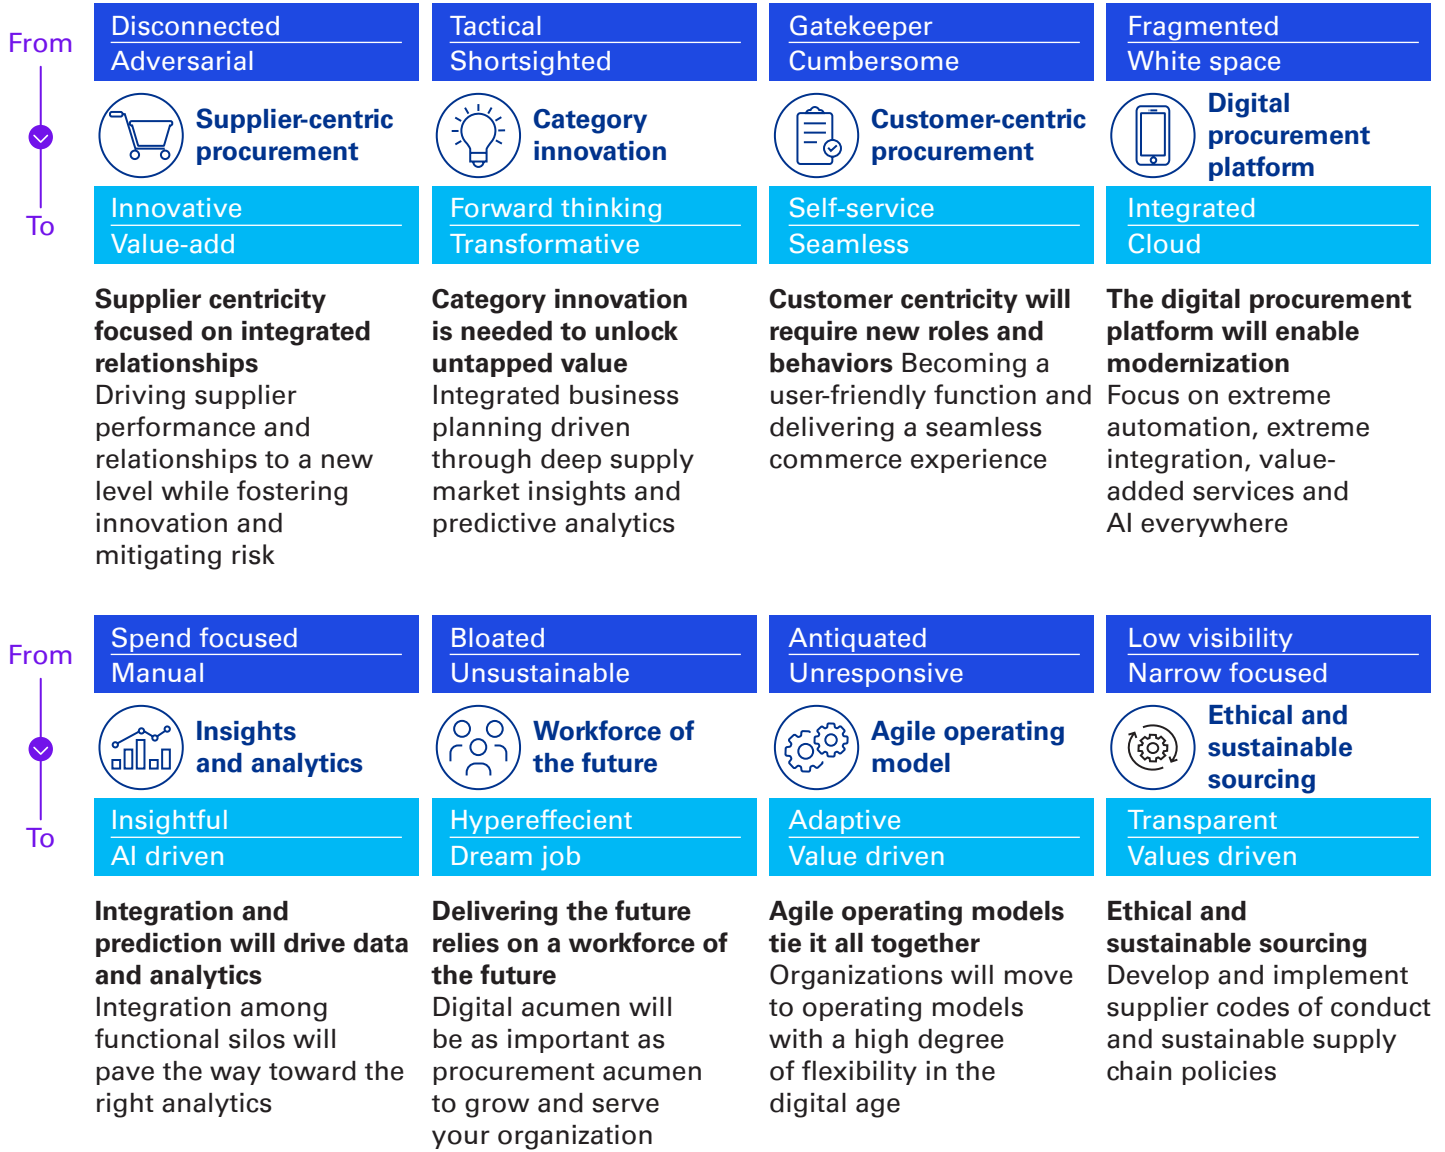 From
Disconnected
Adversarial
Supplier-centric
procurement
To
Innovative
Value-add
Supplier centricity
focused on integrated
relationships
Driving supplier
performance and
relationships to a new
level while fostering
innovation and
mitigating risk
Tactical
Shortsighted
Category
innovation
Forward thinking
Transformative
Category innovation
is needed to unlock
untapped value
Integrated business
planning driven
through deep supply
market insights and
predictive analytics
Gatekeeper
Cumbersome
Customer-centric
procurement
Self-service
Seamless
Customer centricity will
require new roles and
behaviors Becoming a
user-friendly function and
delivering a seamless
commerce experience
Fragmented
White space
Digital
procurement
platform
Integrated
Cloud
The digital procurement
platform will enable
modernization
Focus on extreme
automation, extreme
integration, value-
added services and
AI everywhere
From
Spend focused
Manual
Insights
and analytics
To
Insightful
AI driven
Integration and
prediction will drive data
and analytics
Integration among
functional silos will
pave the way toward the
right analytics
Bloated
Unsustainable
Workforce of
the future
Hypereffecient
Dream job
Delivering the future
relies on a workforce of
the future
Digital acumen will
be as important as
procurement acumen
to grow and serve
your organization
Antiquated
Unresponsive
Agile operating
model
Adaptive
Value driven
Agile operating models
tie it all together
Organizations will move
to operating models
with a high degree
of flexibility in the
digital age
Low visibility
Narrow focused
Ethical and
sustainable
sourcing
Transparent
Values driven
Ethical and
sustainable sourcing
Develop and implement
supplier codes of conduct
and sustainable supply
chain policies